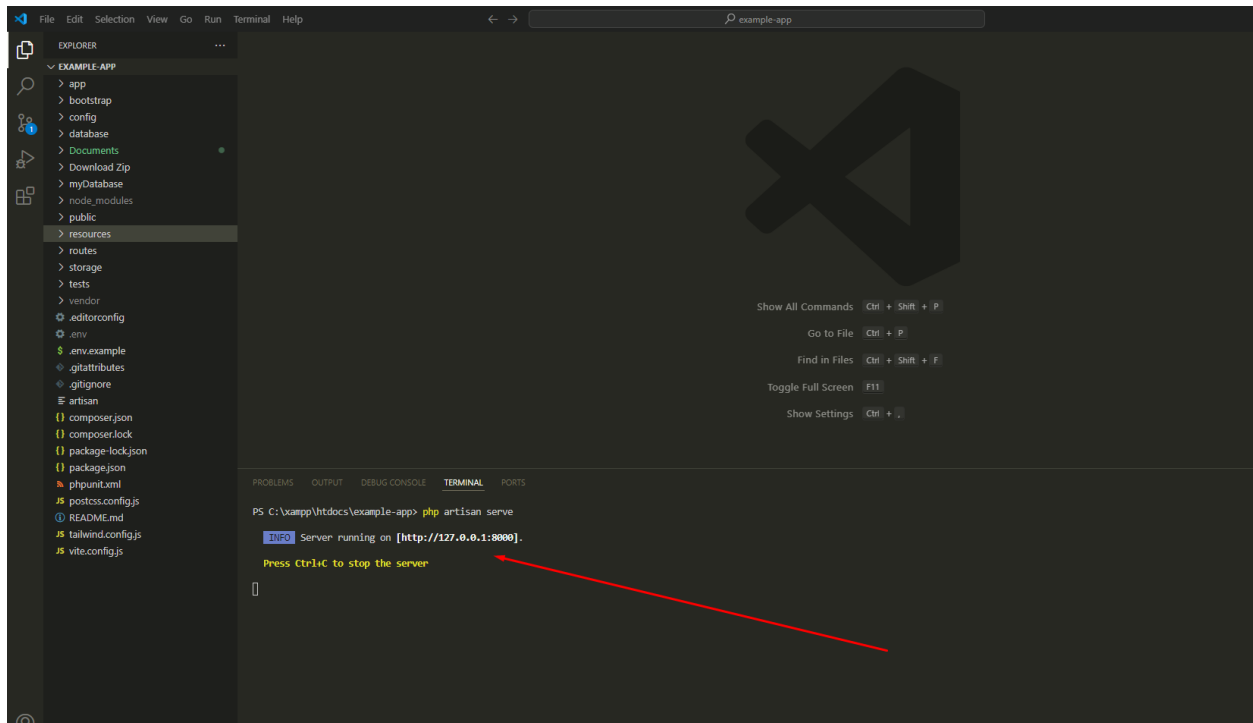 File Edit Selection View Go Run Terminal Help
example-app
EXPLORER
EXAMPLE-APP
app
bootstrap
config
database
Documents
Download Zip
myDatabase
node_modules
public
resources
routes
storage
tests
vendor
.editorconfig
.env
$ .env.example
.gitattributes
.gitignore
artisan
{} composer.json
{} composer.lock
{} package-lock.json
{} package.json
phpunit.xml
JS postcss.config.js
README.md
JS tailwind.config.js
JS vite.config.js
1
Show All Commands Ctrl + Shift + P
Go to File Ctrl + P
Find in Files Ctrl + Shift + F
Toggle Full Screen F11
Show Settings Ctrl + ,
PROBLEMS OUTPUT DEBUG CONSOLE TERMINAL PORTS
PS C:\xampp\htdocs\example-app> php artisan serve
INFO Server running on [http://127.0.0.1:8000].
Press Ctrl+C to stop the server